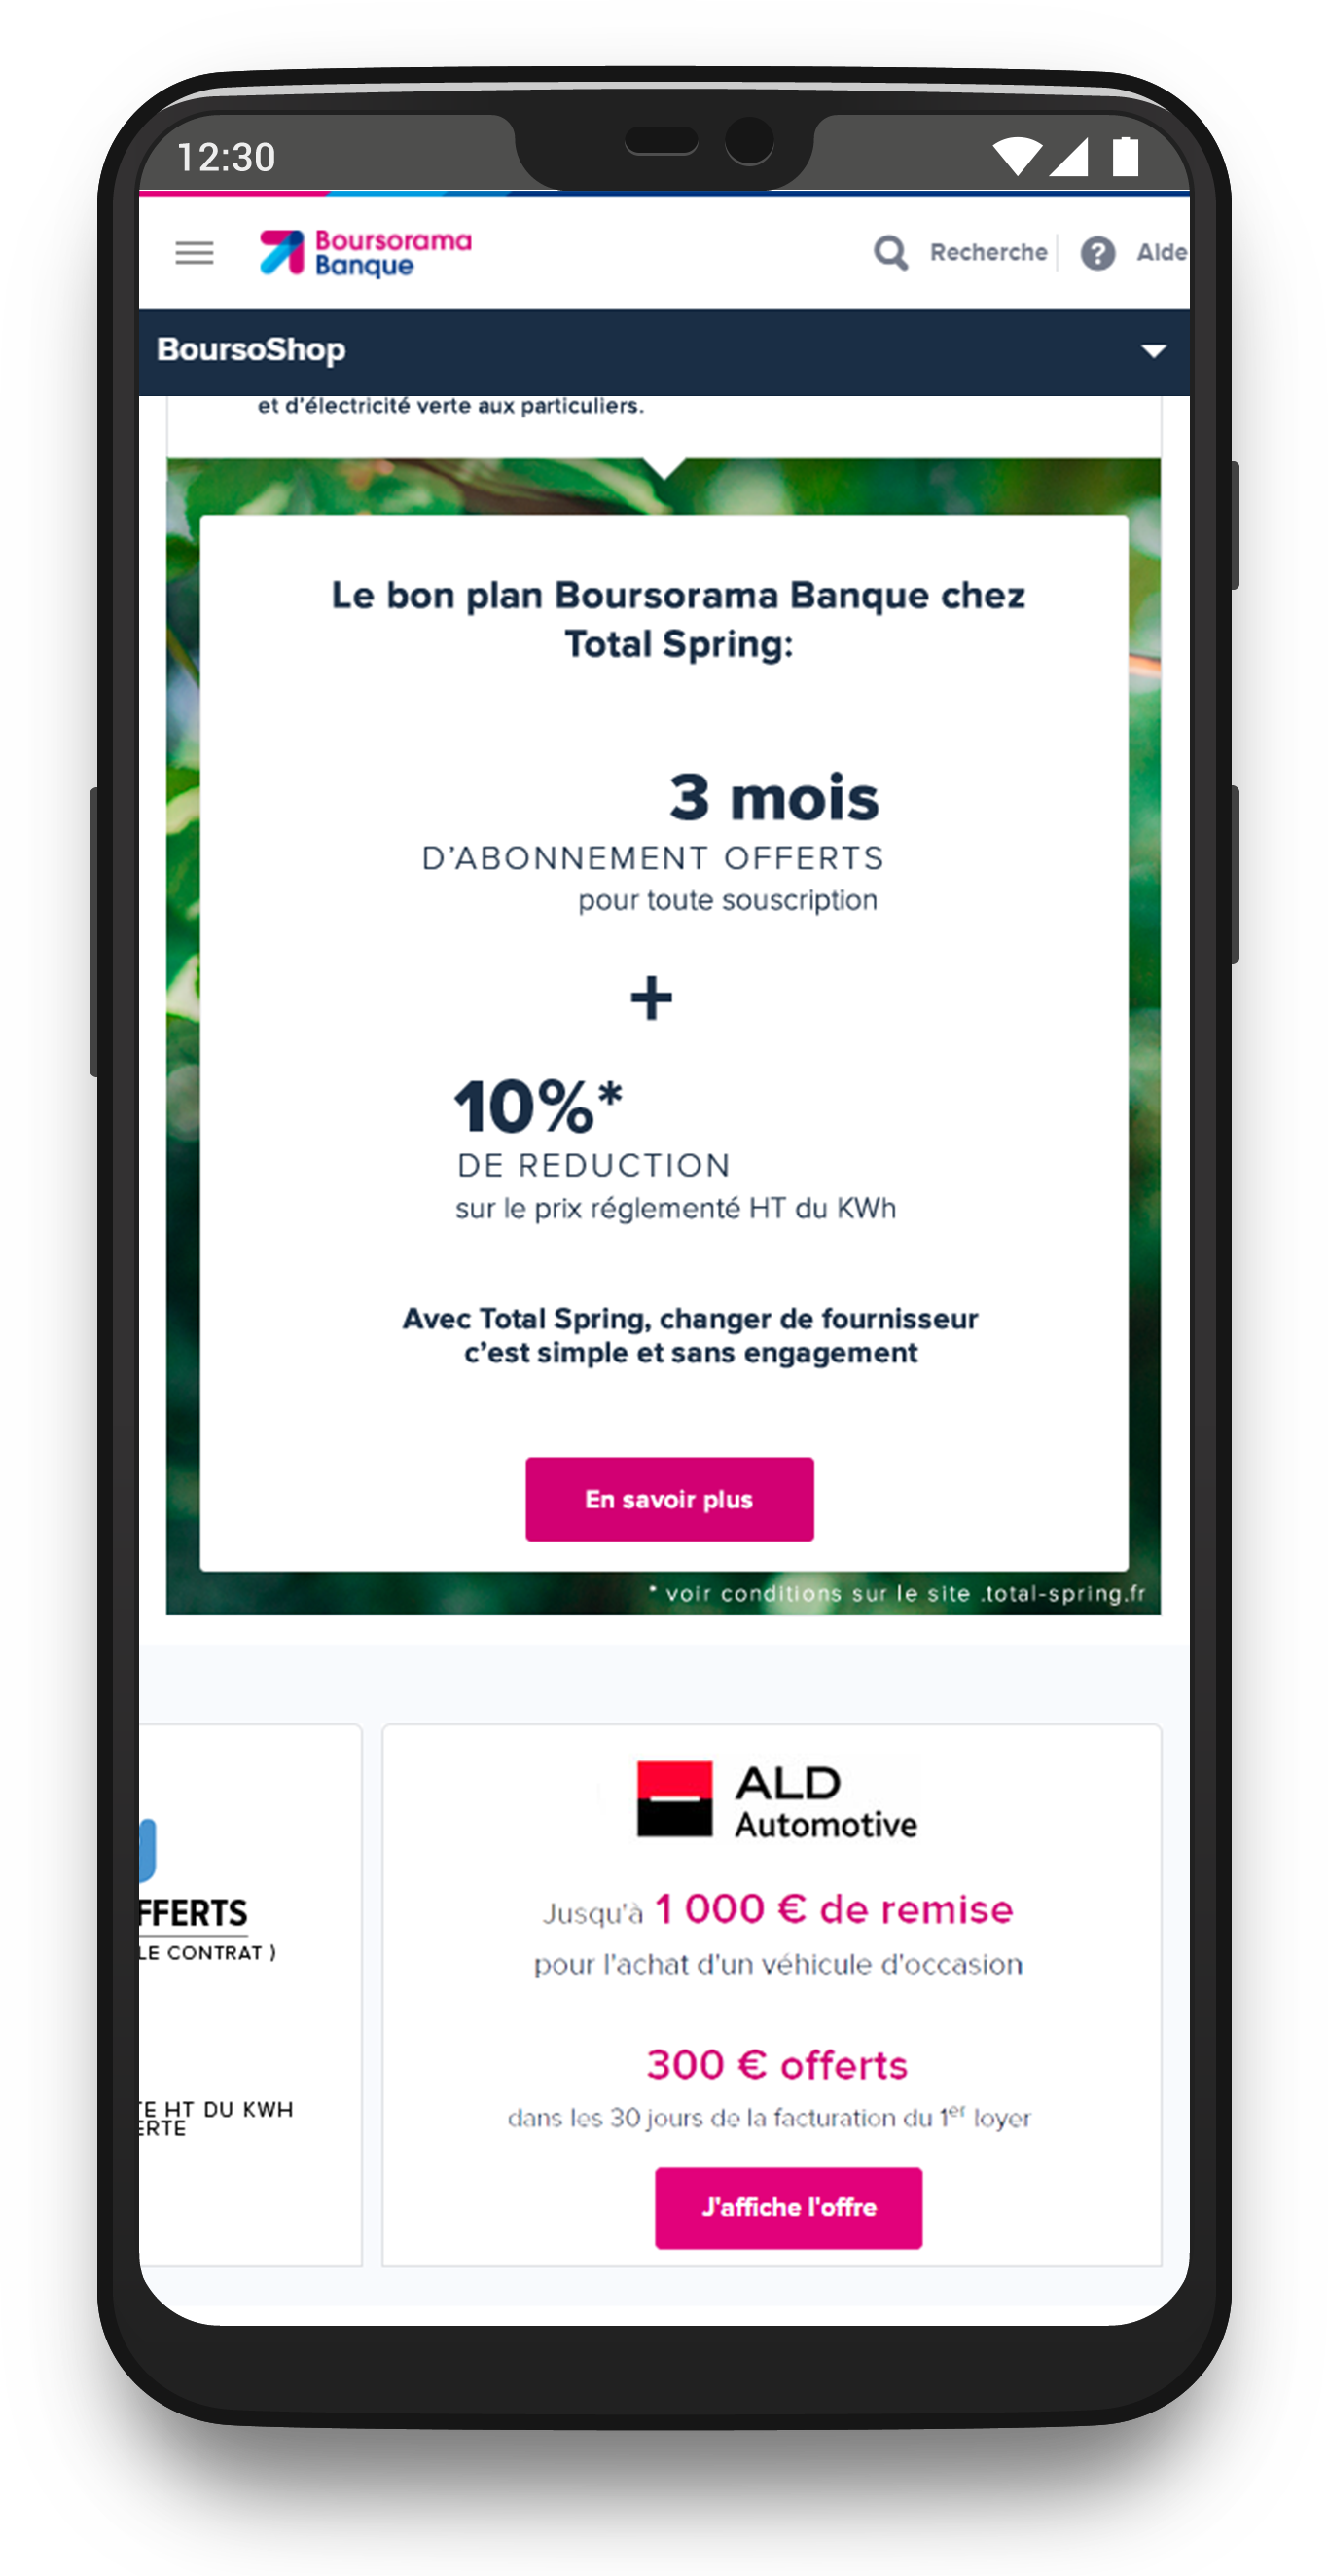 12:30
Boursorama
Banque
Recherche
Aide
BoursoShop
et d'électricité verte aux particuliers.
Le bon plan Boursorama Banque chez
Total Spring:
3 mois
D'ABONNEMENT OFFERTS
pour toute souscription
+
10%*
DE REDUCTION
sur le prix réglementé HT du KWh
Avec Total Spring, changer de fournisseur
c'est simple et sans engagement
En savoir plus
* voir conditions sur le site .total-spring.fr
FFERTS
LE CONTRAT )
TE HT DU KWH
ERTE
ALD
Automotive
Jusqu'à 1 000 € de remise
pour l'achat d'un véhicule d'occasion
300 € offerts
dans les 30 jours de la facturation du 1er loyer
J'affiche l'offre